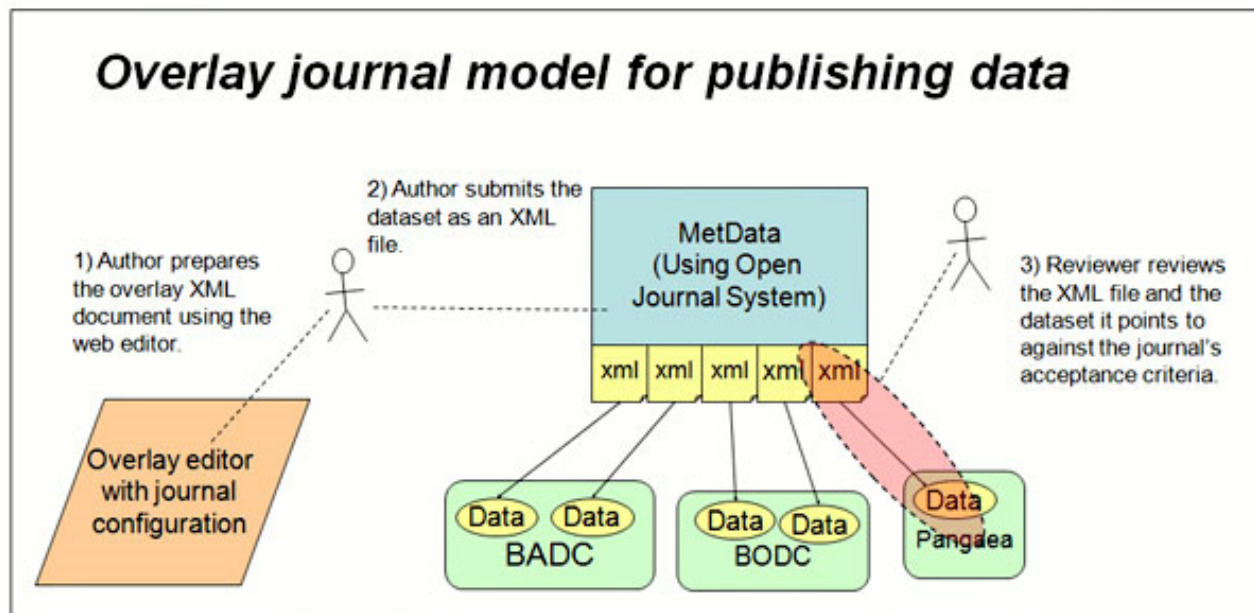 Overlay journal model for publishing data
1) Author prepares
the overlay XML
document using the
web editor.
2) Author submits the
dataset as an XML
file.
MetData
(Using Open
Journal System)
3) Reviewer reviews
the XML file and the
dataset it points to
against the journal's
acceptance criteria.
xml xml xml xml xml
Overlay editor
with journal
configuration
Data Data
BADC
Data Data
BODC
Data
Pangaea